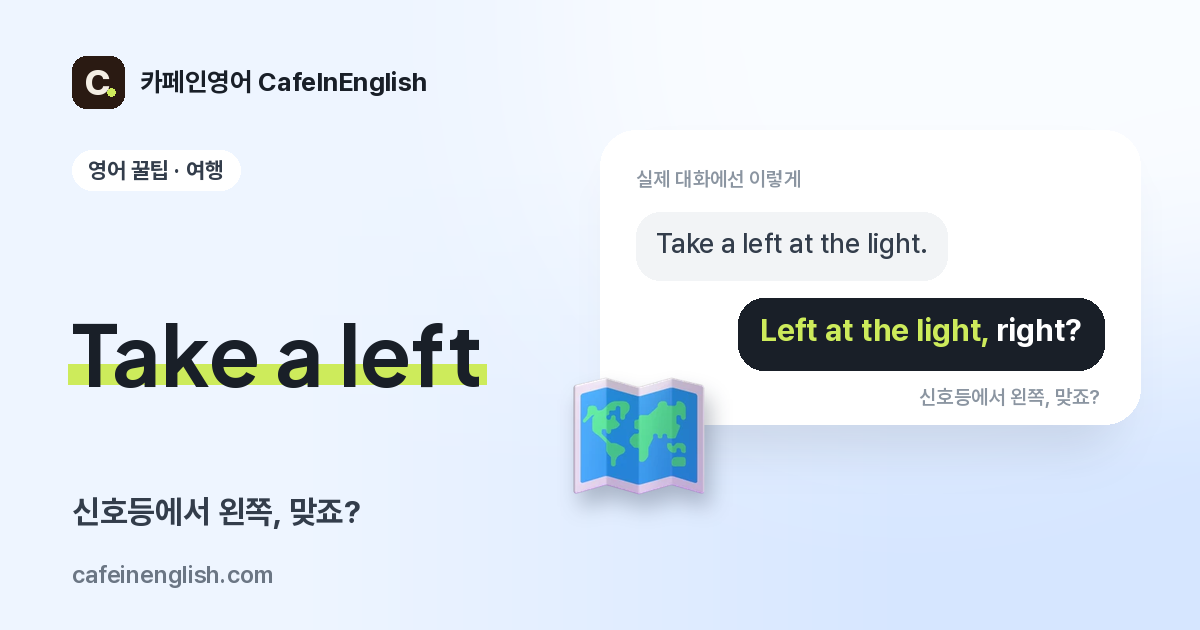 C
카페인영어 CafeInEnglish
영어 꿀팁 · 여행
Take a left
신호등에서 왼쪽, 맞죠?
cafeinenglish.com
실제 대화에선 이렇게
Take a left at the light.
Left at the light, right?
신호등에서 왼쪽, 맞죠?